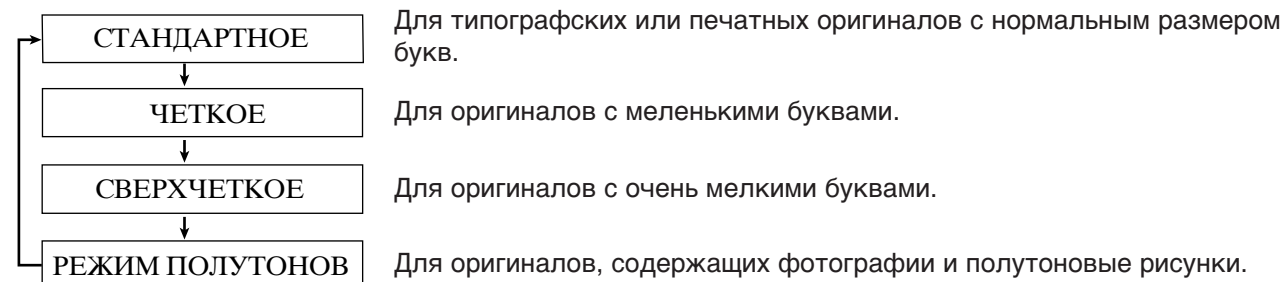 СТАНДАРТНОЕ
Для типографских или печатных оригиналов с нормальным размером
букв.
ЧЕТКОЕ
Для оригиналов с меленькими буквами.
СВЕРХЧЕТКОЕ
Для оригиналов с очень мелкими буквами.
РЕЖИМ ПОЛУТОНОВ
Для оригиналов, содержащих фотографии и полутоновые рисунки.